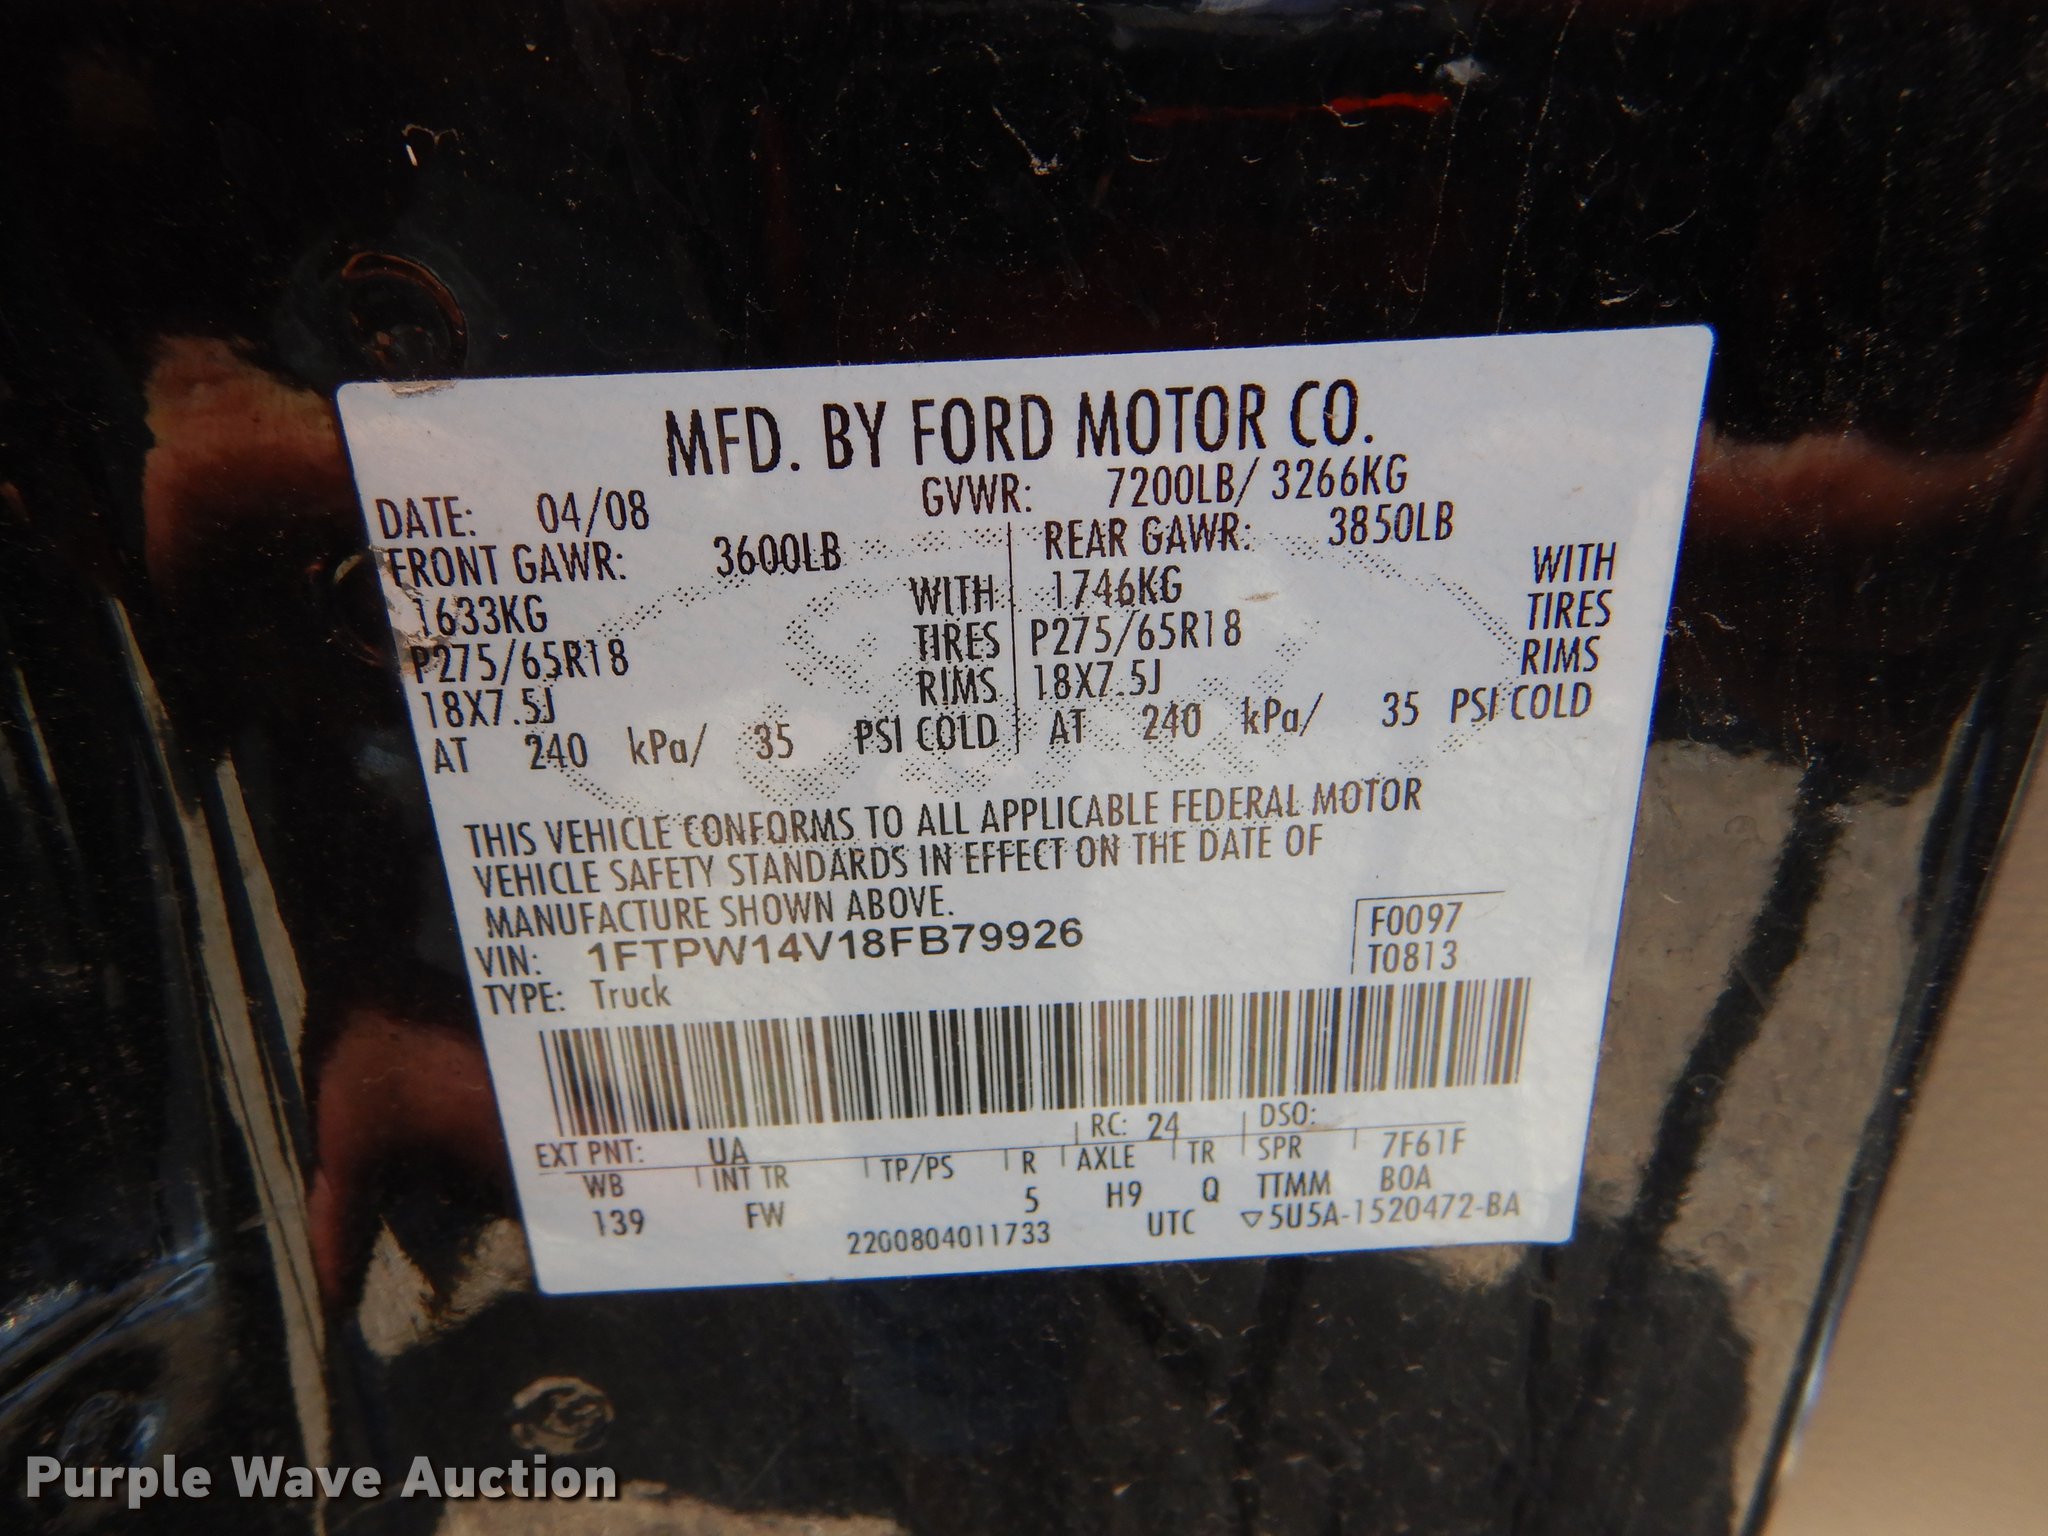 MFD. BY FORD MOTOR CO.
DATE: 04/08 GVWR: 7200LB/ 3266KG
FRONT GAWR: 3600LB REAR GAWR: 3850LB
1633KG WITH 1746KG WITH
P275/65R18 TIRES P275/65R18 TIRES
18X7.5J RIMS 18X7.5J RIMS
AT 240 kPa/ 35 PSI COLD AT 240 kPa/ 35 PSI COLD
THIS VEHICLE CONFORMS TO ALL APPLICABLE FEDERAL MOTOR
VEHICLE SAFETY STANDARDS IN EFFECT ON THE DATE OF
MANUFACTURE SHOWN ABOVE.
VIN: 1FTPW14V18FB79926 F0097
TYPE: Truck T0813
EXT PNT: UA RC: 24 DSO:
WB INT TR TP/PS R AXLE TR SPR 7F61F
139 FW 5 H9 Q TTMM BOA
2200804011733 UTC ▽5U5A-1520472-BA
Purple Wave Auction